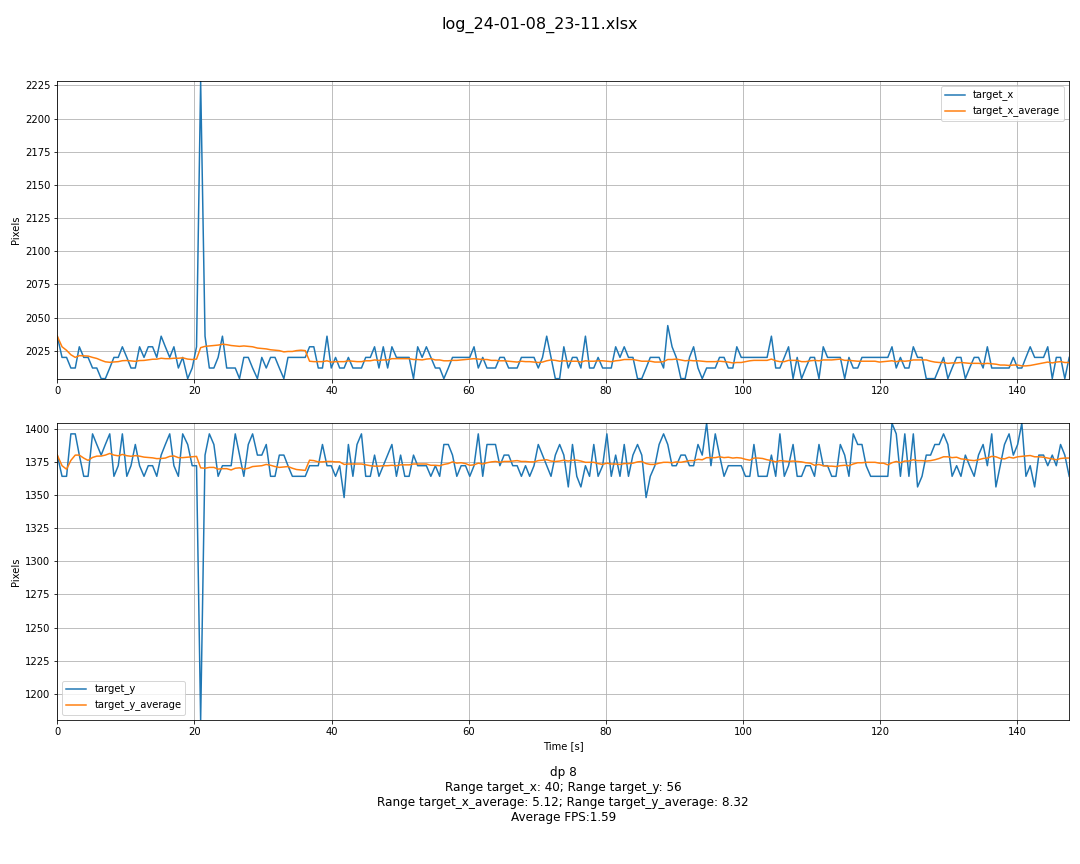 log_24-01-08_23-11.xlsx
2225
2200
2175
2150
2125
2100
2075
2050
2025
Pixels
target_x
target_x_average
0 20 40 60 80 100 120 140
1400
1375
1350
1325
1300
1275
1250
1225
1200
Pixels
target_y
target_y_average
0 20 40 60 80 100 120 140
Time [s]
dp 8
Range target_x: 40; Range target_y: 56
Range target_x_average: 5.12; Range target_y_average: 8.32
Average FPS:1.59